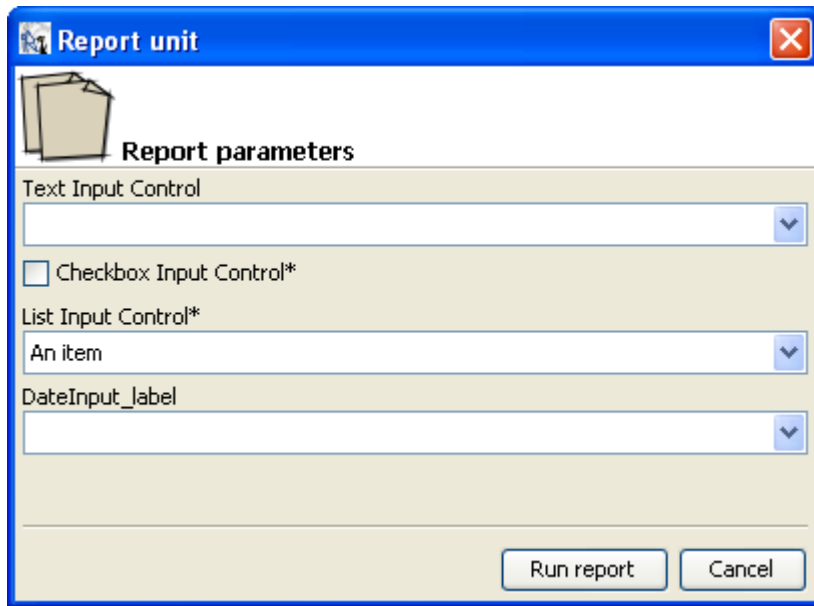 Report unit
Report parameters
Text Input Control
Checkbox Input Control*
List Input Control*
An item
DateInput_label
Run report Cancel